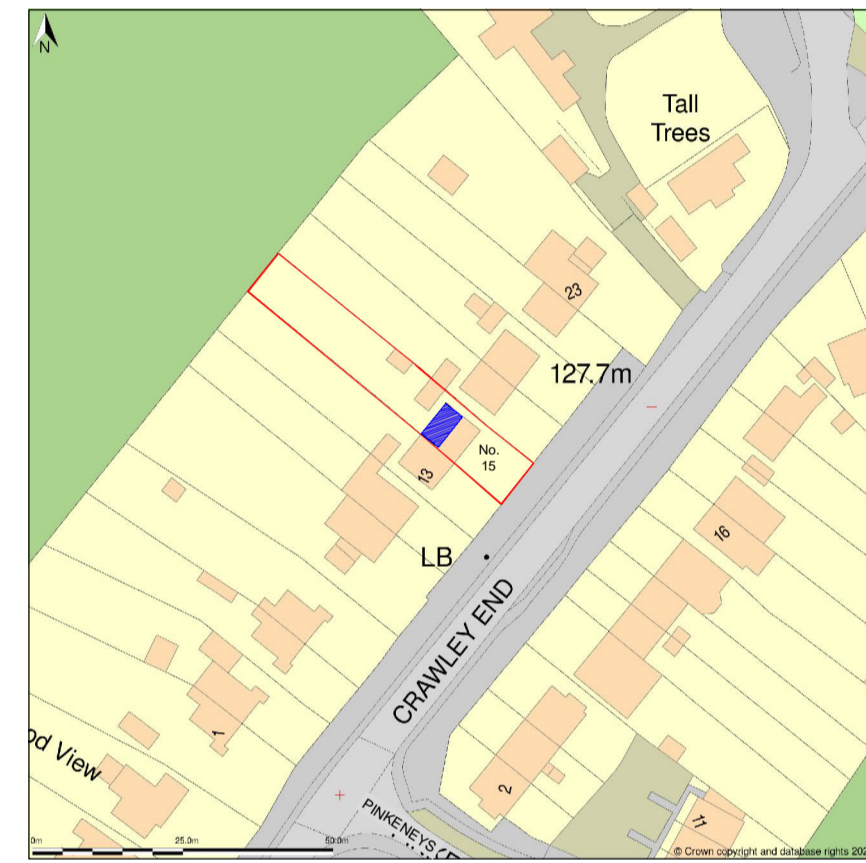 N
Tall
Trees
23
127.7m
No.
15
13
16
LB
CRAWLEY END
1
View
2
PINKENEYS
11
0m
25.0m
50.0m
© Crown copyright and database rights